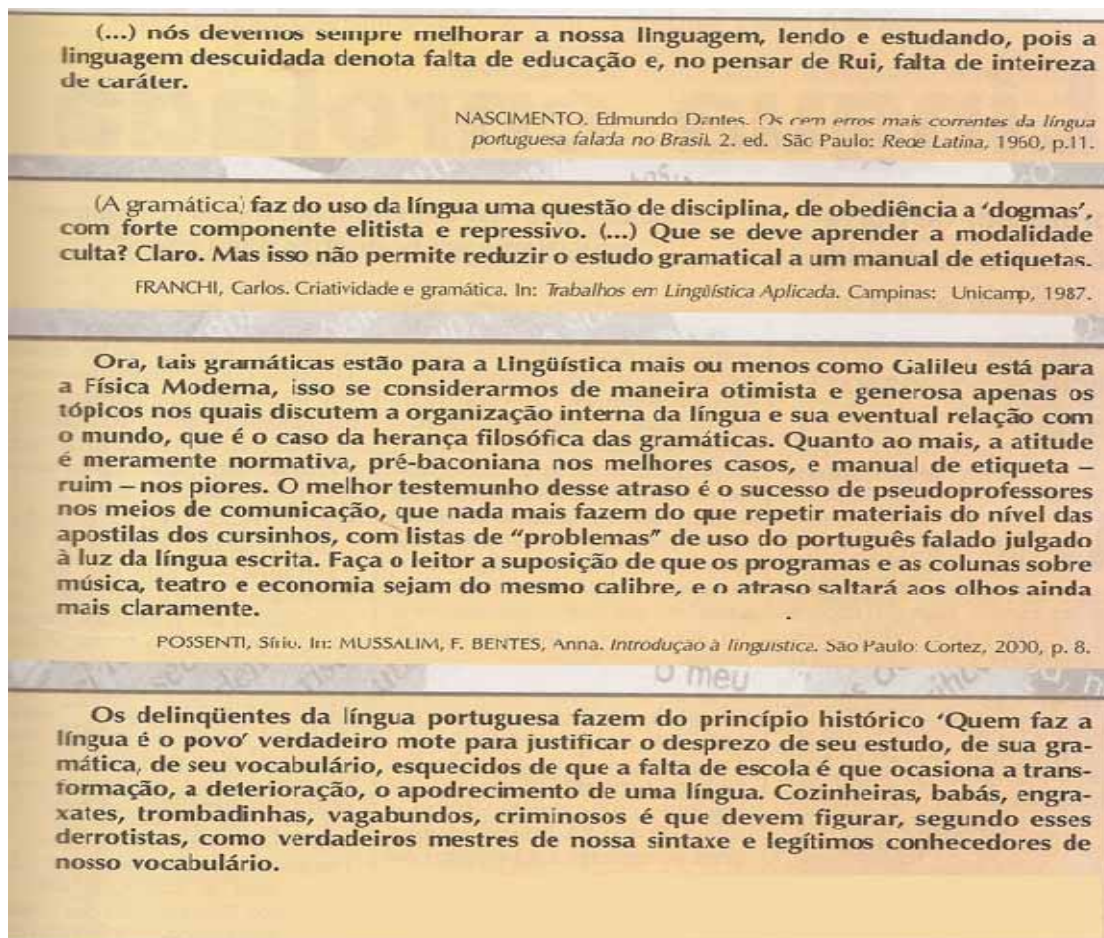 (...) nós devemos sempre melhorar a nossa linguagem, lendo e estudando, pois a
linguagem descuidada denota falta de educação e, no pensar de Rui, falta de inteireza
de caráter.
NASCIMENTO, Edmundo Dantes. Os cem erros mais correntes da língua
portuguesa falada no Brasil. 2. ed. São Paulo: Rede Latina, 1960, p.11.
(A gramática) faz do uso da língua uma questão de disciplina, de obediência a ‘dogmas’,
com forte componente elitista e repressivo. (...) Que se deve aprender a modalidade
culta? Claro. Mas isso não permite reduzir o estudo gramatical a um manual de etiquetas.
FRANCHI, Carlos. Criatividade e gramática. In: Trabalhos em Lingüística Aplicada. Campinas: Unicamp, 1987.
Ora, tais gramáticas estão para a Lingüística mais ou menos como Galileu está para
a Física Moderna, isso se considerarmos de maneira otimista e generosa apenas os
tópicos nos quais discutem a organização interna da língua e sua eventual relação com
o mundo, que é o caso da herança filosófica das gramáticas. Quanto ao mais, a atitude
é meramente normativa, pré-baconiana nos melhores casos, e manual de etiqueta –
ruim – nos piores. O melhor testemunho desse atraso é o sucesso de pseudoprofessores
nos meios de comunicação, que nada mais fazem do que repetir materiais do nível das
apostilas dos cursinhos, com listas de “problemas” de uso do português falado julgado
à luz da língua escrita. Faça o leitor a suposição de que os programas e as colunas sobre
música, teatro e economia sejam do mesmo calibre, e o atraso saltará aos olhos ainda
mais claramente.
POSSENTI, Sírio. In: MUSSALIM, F. BENTES, Anna. Introdução à lingüística. São Paulo: Cortez, 2000, p. 8.
O meu
Os delinqüentes da língua portuguesa fazem do princípio histórico ‘Quem faz a
língua é o povo’ verdadeiro mote para justificar o desprezo de seu estudo, de sua gra-
mática, de seu vocabulário, esquecidos de que a falta de escola é que ocasiona a trans-
formação, a deterioração, o apodrecimento de uma língua. Cozinheiras, babás, engra-
xates, trombadinhas, vagabundos, criminosos é que devem figurar, segundo esses
derrotistas, como verdadeiros mestres de nossa sintaxe e legítimos conhecedores de
nosso vocabulário.